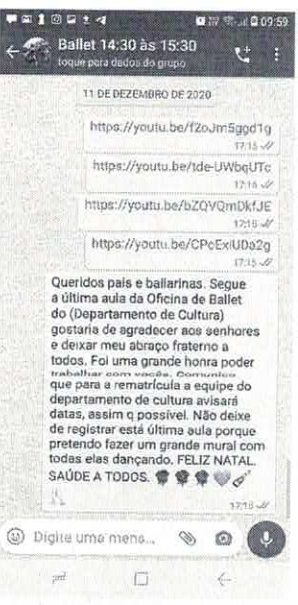 09:59
Ballet 14:30 às 15:30
toque para dados do grupo
11 DE DEZEMBRO DE 2020
https://youtu.be/f2oJm5ggd1g
17:15
https://youtu.be/tde-UWbqUTc
17:15
https://youtu.be/bZQVQmDkfJE
17:15
https://youtu.be/CPcExiUDa2g
17:15
Queridos pais e bailarinas. Segue
a última aula da Oficina de Ballet
do (Departamento de Cultura)
gostaria de agradecer aos senhores
e deixar meu abraço fraterno a
todos. Foi uma grande honra poder
trabalhar com vocês. Comunico
que para a rematrícula a equipe do
departamento de cultura avisará
datas, assim q possível. Não deixe
de registrar está última aula porque
pretendo fazer um grande mural com
todas elas dançando. FELIZ NATAL.
SAÚDE A TODOS.
17:15
Digite uma mens...